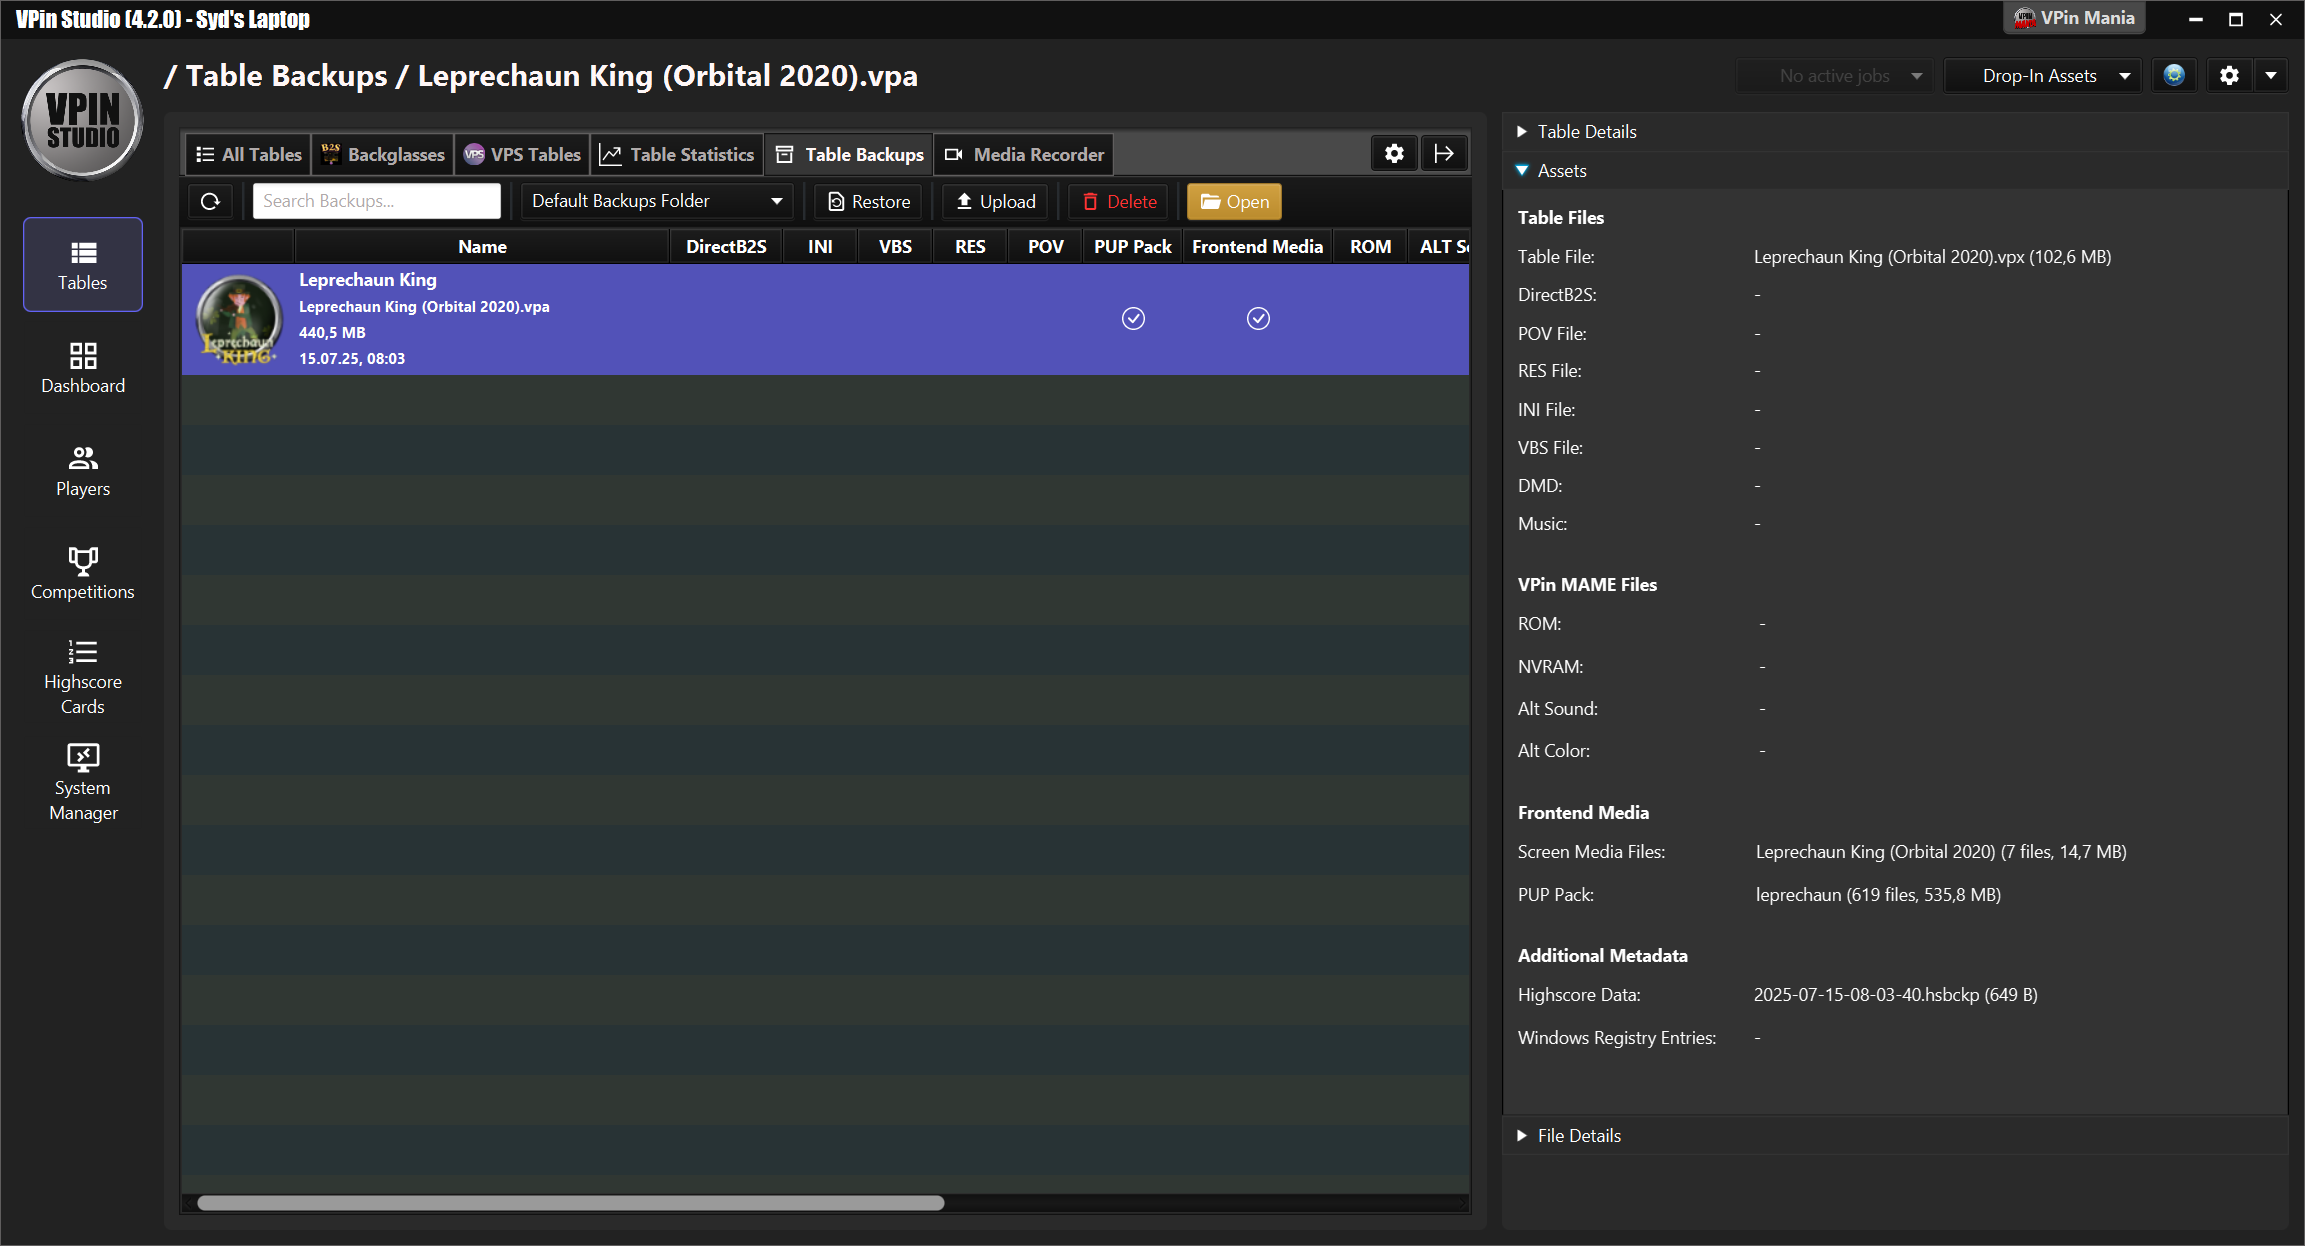 VPin Studio (4.2.0) - Syd's Laptop
VPin Mania
VPIN STUDIO
/ Table Backups / Leprechaun King (Orbital 2020).vpa
No active jobs
Drop-In Assets
Tables
Dashboard
Players
Competitions
Highscore
Cards
System
Manager
All Tables
B2S Backglasses
VPS VPS Tables
Table Statistics
Table Backups
Media Recorder
Search Backups...
Default Backups Folder
Restore
Upload
Delete
Open
Name DirectB2S INI VBS RES POV PUP Pack Frontend Media ROM ALT S
Leprechaun KING
Leprechaun King
Leprechaun King (Orbital 2020).vpa
440,5 MB
15.07.25, 08:03
Table Details
Assets
Table Files
Table File: Leprechaun King (Orbital 2020).vpx (102,6 MB)
DirectB2S: -
POV File: -
RES File: -
INI File: -
VBS File: -
DMD: -
Music: -
VPin MAME Files
ROM: -
NVRAM: -
Alt Sound: -
Alt Color: -
Frontend Media
Screen Media Files: Leprechaun King (Orbital 2020) (7 files, 14,7 MB)
PUP Pack: leprechaun (619 files, 535,8 MB)
Additional Metadata
Highscore Data: 2025-07-15-08-03-40.hsbckp (649 B)
Windows Registry Entries: -
File Details